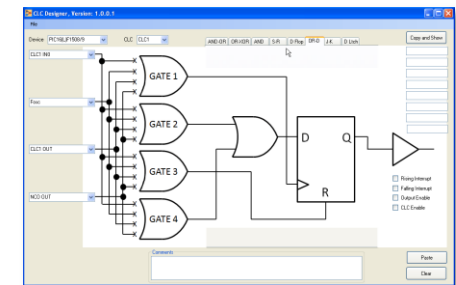 CLC Designer, Version: 1.0.0.1
File
Device PIC16(L)F1508/9 CLC CLC1 AND-OR OR-XOR AND S-R D Flop OR-D J-K D Latch Copy and Show
CLC1 IN0
GATE 1
Fosc
GATE 2
D Q
CLC1 OUT
GATE 3
Rising Interrupt
Falling Interrupt
R
NCO OUT
Output Enable
CLC Enable
GATE 4
Comments
Paste
Clear